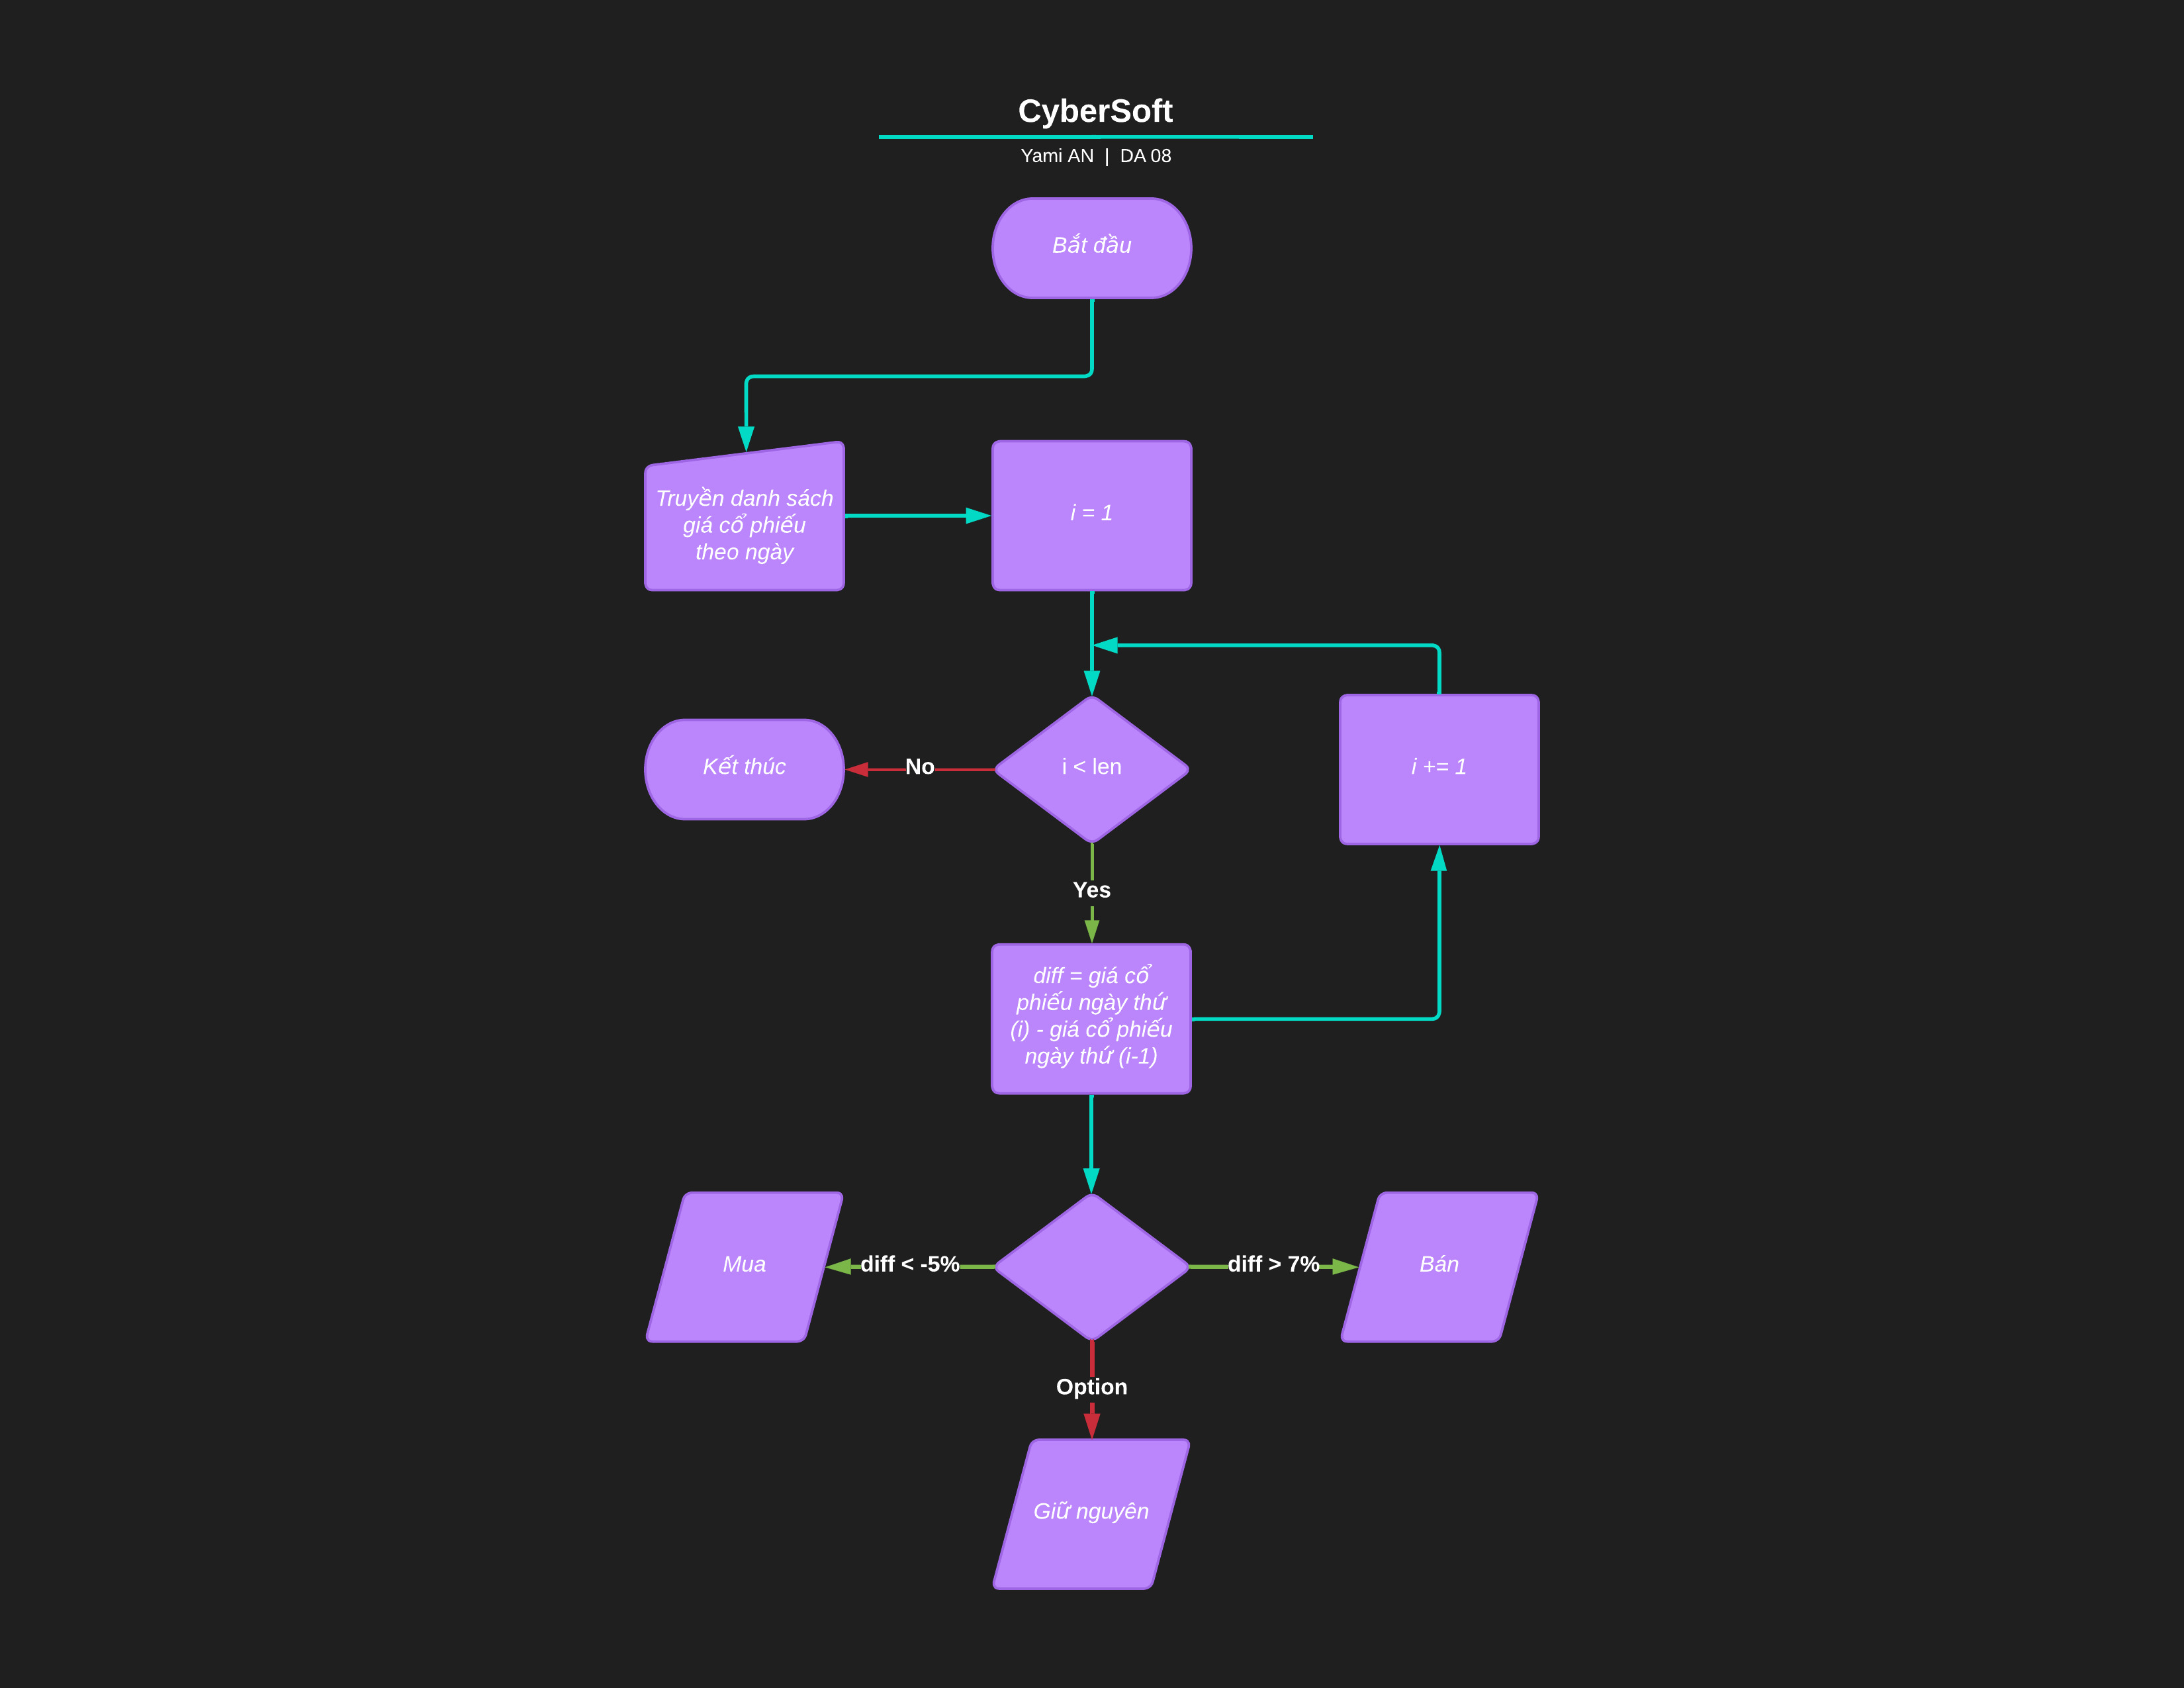 CyberSoft
Yami AN | DA 08
Bắt đầu
Truyền danh sách
giá cổ phiếu
theo ngày
i = 1
Kết thúc
No
i < len
i += 1
Yes
diff = giá cổ
phiếu ngày thứ
(i) - giá cổ phiếu
ngày thứ (i-1)
Mua
diff < -5%
diff > 7%
Bán
Option
Giữ nguyên